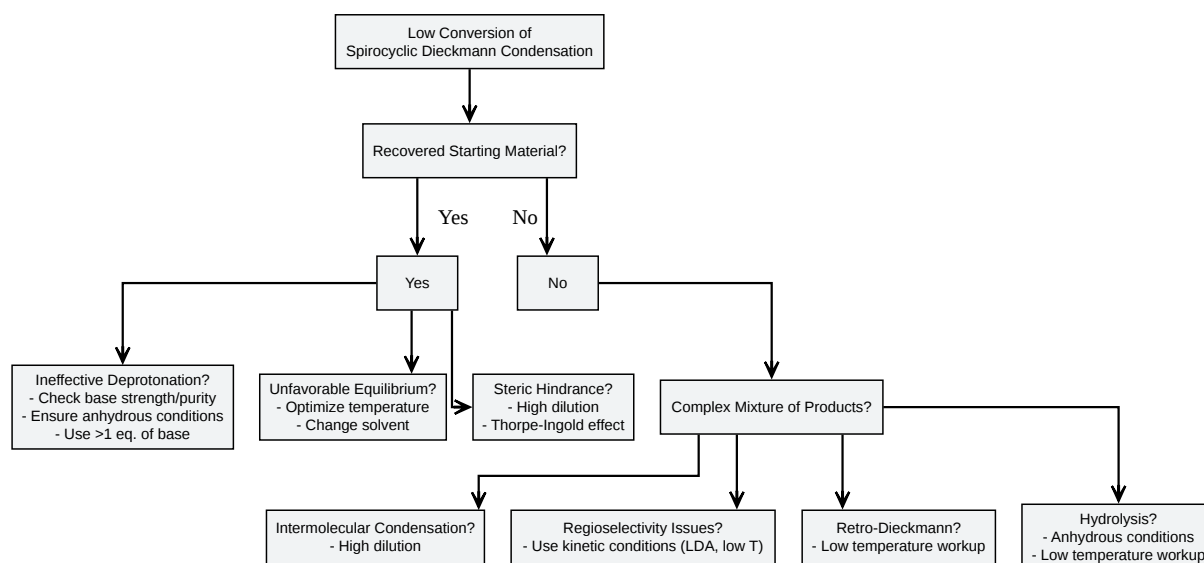 Low Conversion of
Spirocyclic Dieckmann Condensation
Recovered Starting Material?
Yes
No
Yes
No
Ineffective Deprotonation?
- Check base strength/purity
- Ensure anhydrous conditions
- Use >1 eq. of base
Unfavorable Equilibrium?
- Optimize temperature
- Change solvent
Steric Hindrance?
- High dilution
- Thorpe-Ingold effect
Complex Mixture of Products?
Intermolecular Condensation?
- High dilution
Regioselectivity Issues?
- Use kinetic conditions (LDA, low T)
Retro-Dieckmann?
- Low temperature workup
Hydrolysis?
- Anhydrous conditions
- Low temperature workup